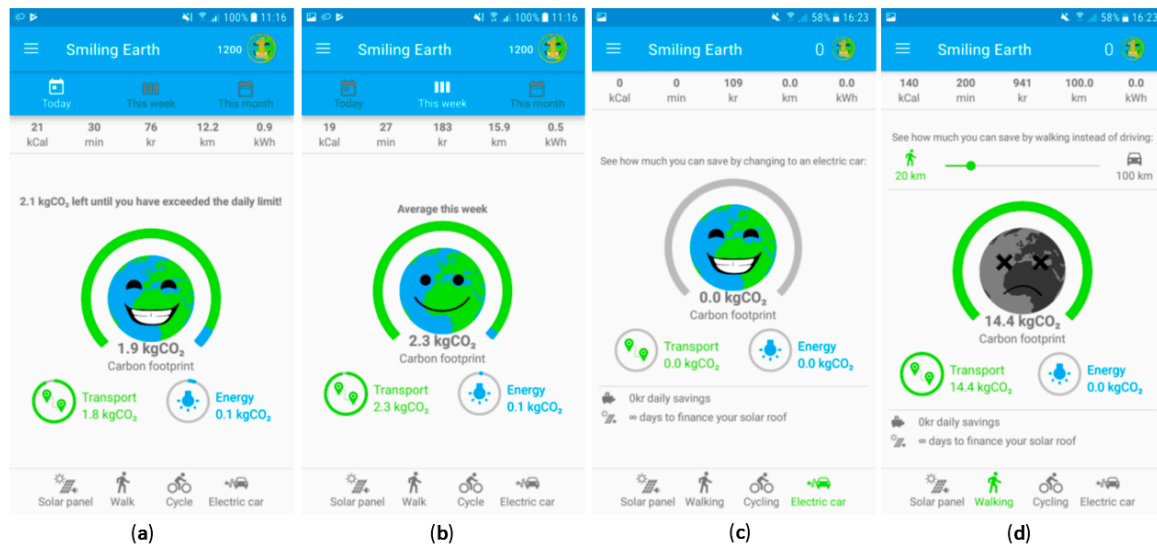 100% 11:16
Smiling Earth 1200
Today This week This month
21 30 76 12.2 0.9
kCal min kr km kWh
2.1 kgCO₂ left until you have exceeded the daily limit!
1.9 kgCO₂
Carbon footprint
Transport
1.8 kgCO₂
Energy
0.1 kgCO₂
Solar panel Walk Cycle Electric car
(a)
100% 11:16
Smiling Earth 1200
Today This week This month
19 27 183 15.9 0.5
kCal min kr km kWh
Average this week
2.3 kgCO₂
Carbon footprint
Transport
2.3 kgCO₂
Energy
0.1 kgCO₂
Solar panel Walk Cycle Electric car
(b)
58% 16:23
Smiling Earth 0
0 0 109 0.0 0.0
kCal min kr km kWh
See how much you can save by changing to an electric car:
0.0 kgCO₂
Carbon footprint
Transport
0.0 kgCO₂
Energy
0.0 kgCO₂
0kr daily savings
∞ days to finance your solar roof
Solar panel Walking Cycling Electric car
(c)
58% 16:23
Smiling Earth 0
140 200 941 100.0 0.0
kCal min kr km kWh
See how much you can save by walking instead of driving:
20 km 100 km
14.4 kgCO₂
Carbon footprint
Transport
14.4 kgCO₂
Energy
0.0 kgCO₂
0kr daily savings
∞ days to finance your solar roof
Solar panel Walking Cycling Electric car
(d)